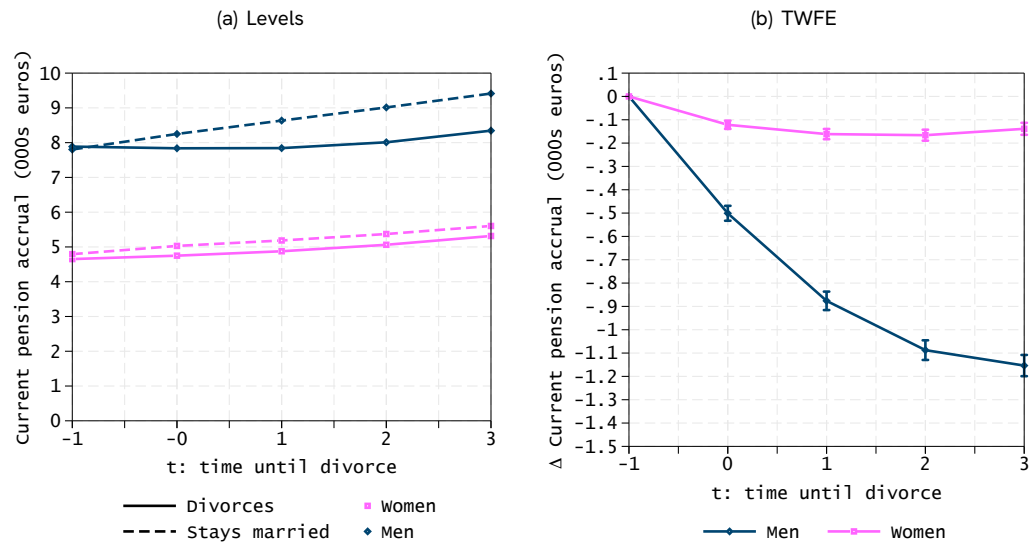 (a) Levels
Current pension accrual (000s euros)
10
9
8
7
6
5
4
3
2
1
0
-1 -0 1 2 3
t: time until divorce
Divorces Women
Stays married Men
(b) TWFE
Δ Current pension accrual (000s euros)
.1
0
-.1
-.2
-.3
-.4
-.5
-.6
-.7
-.8
-.9
-1
-1.1
-1.2
-1.3
-1.4
-1.5
-1 0 1 2 3
t: time until divorce
Men Women